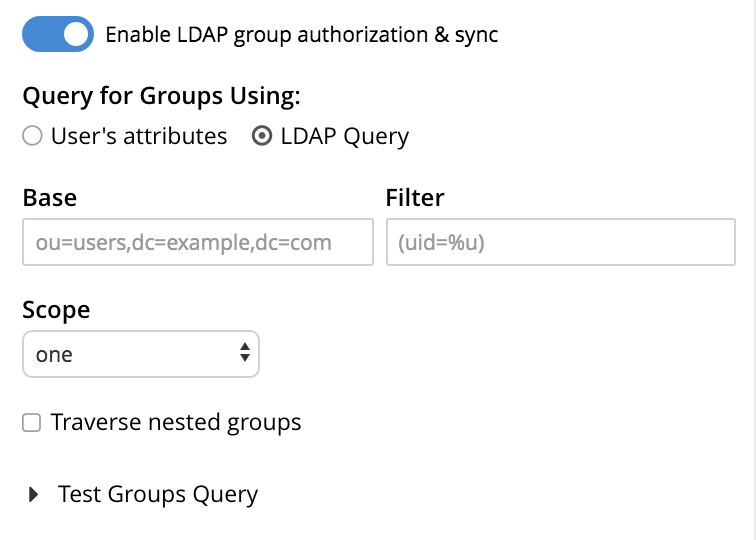 Enable LDAP group authorization & sync
Query for Groups Using:
User's attributes LDAP Query
Base Filter
ou=users,dc=example,dc=com (uid=%u)
Scope
one
Traverse nested groups
Test Groups Query